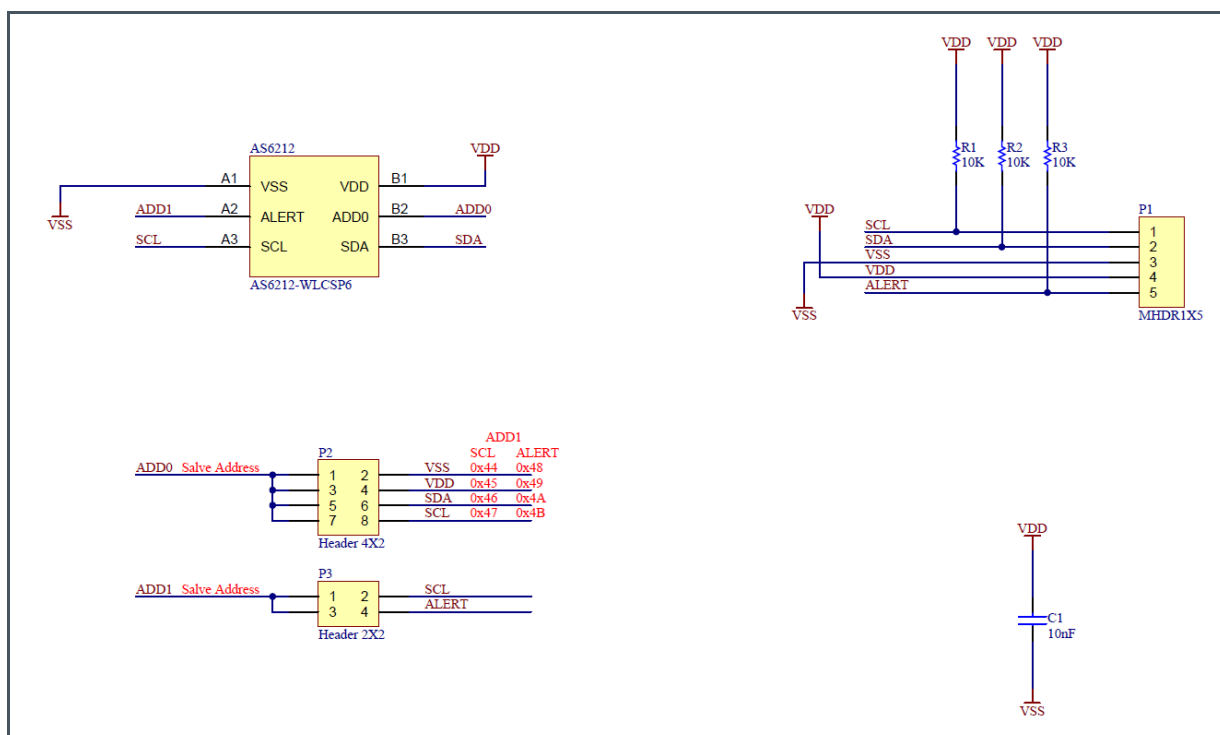 VDD VDD VDD
R1 R2 R3
10K 10K 10K
AS6212
VDD
A1 VSS VDD B1
ADD1 A2 ALERT ADD0 B2 ADD0
SCL A3 SCL SDA B3 SDA
VSS
AS6212-WLCSP6
VDD
P1
SCL 1
SDA 2
VSS 3
VDD 4
ALERT 5
VSS
MHDR1X5
ADD1
P2 SCL ALERT
ADD0 Salve Address 1 2 VSS 0x44 0x48
3 4 VDD 0x45 0x49
5 6 SDA 0x46 0x4A
7 8 SCL 0x47 0x4B
Header 4X2
P3
ADD1 Salve Address 1 2 SCL
3 4 ALERT
Header 2X2
VDD
C1
10nF
VSS